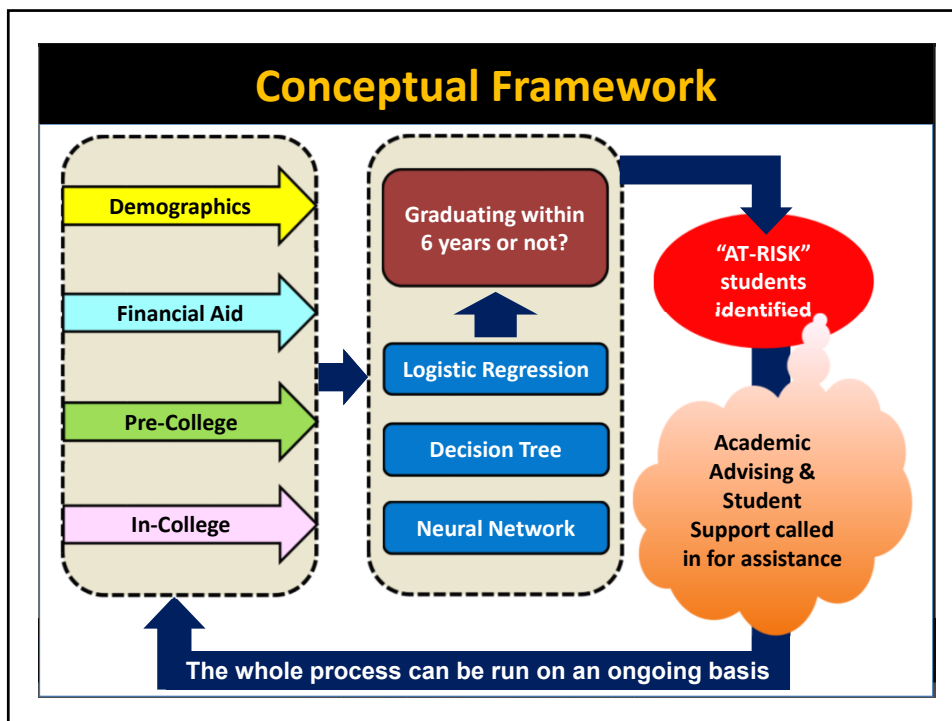 Conceptual Framework
Demographics
Financial Aid
Pre-College
In-College
Graduating within
6 years or not?
Logistic Regression
Decision Tree
Neural Network
“AT-RISK”
students
identified
Academic
Advising &
Student
Support called
in for assistance
The whole process can be run on an ongoing basis